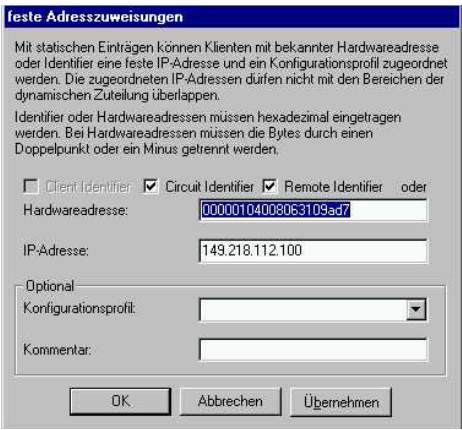 feste Adresszuweisungen
Mit statischen Einträgen können Klienten mit bekannter Hardwareadresse
oder Identifier eine feste IP-Adresse und ein Konfigurationsprofil zugeordnet
werden. Die zugeordneten IP-Adressen dürfen nicht mit den Bereichen der
dynamischen Zuteilung überlappen.
Identifier oder Hardwareadressen müssen hexadezimal eingetragen
werden. Bei Hardwareadressen müssen die Bytes durch einen
Doppelpunkt oder ein Minus getrennt werden.
Client Identifier Circuit Identifier Remote Identifier oder
Hardwareadresse: 00000104008063109ad7
IP-Adresse: 149.218.112.100
Optional
Konfigurationsprofil:
Kommentar:
OK Abbrechen Übernehmen